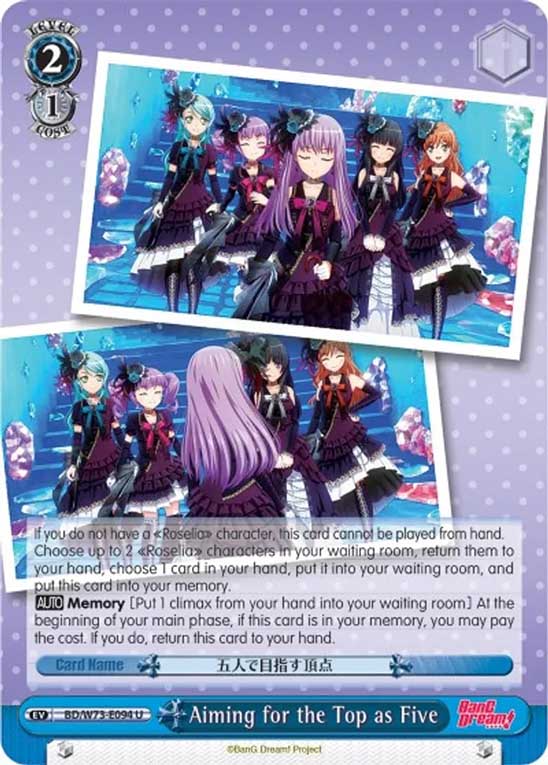 LEVEL
2
1
COST
If you do not have a «Roselia» character, this card cannot be played from hand.
Choose up to 2 «Roselia» characters in your waiting room, return them to
your hand, choose 1 card in your hand, put it into your waiting room, and
put this card into your memory.
AUTO Memory [Put 1 climax from your hand into your waiting room] At the
beginning of your main phase, if this card is in your memory, you may pay
the cost. If you do, return this card to your hand.
Card Name 五人で目指す頂点
EV BD/W73-E094 U Aiming for the Top as Five BanG Dream!
©BanG Dream! Project